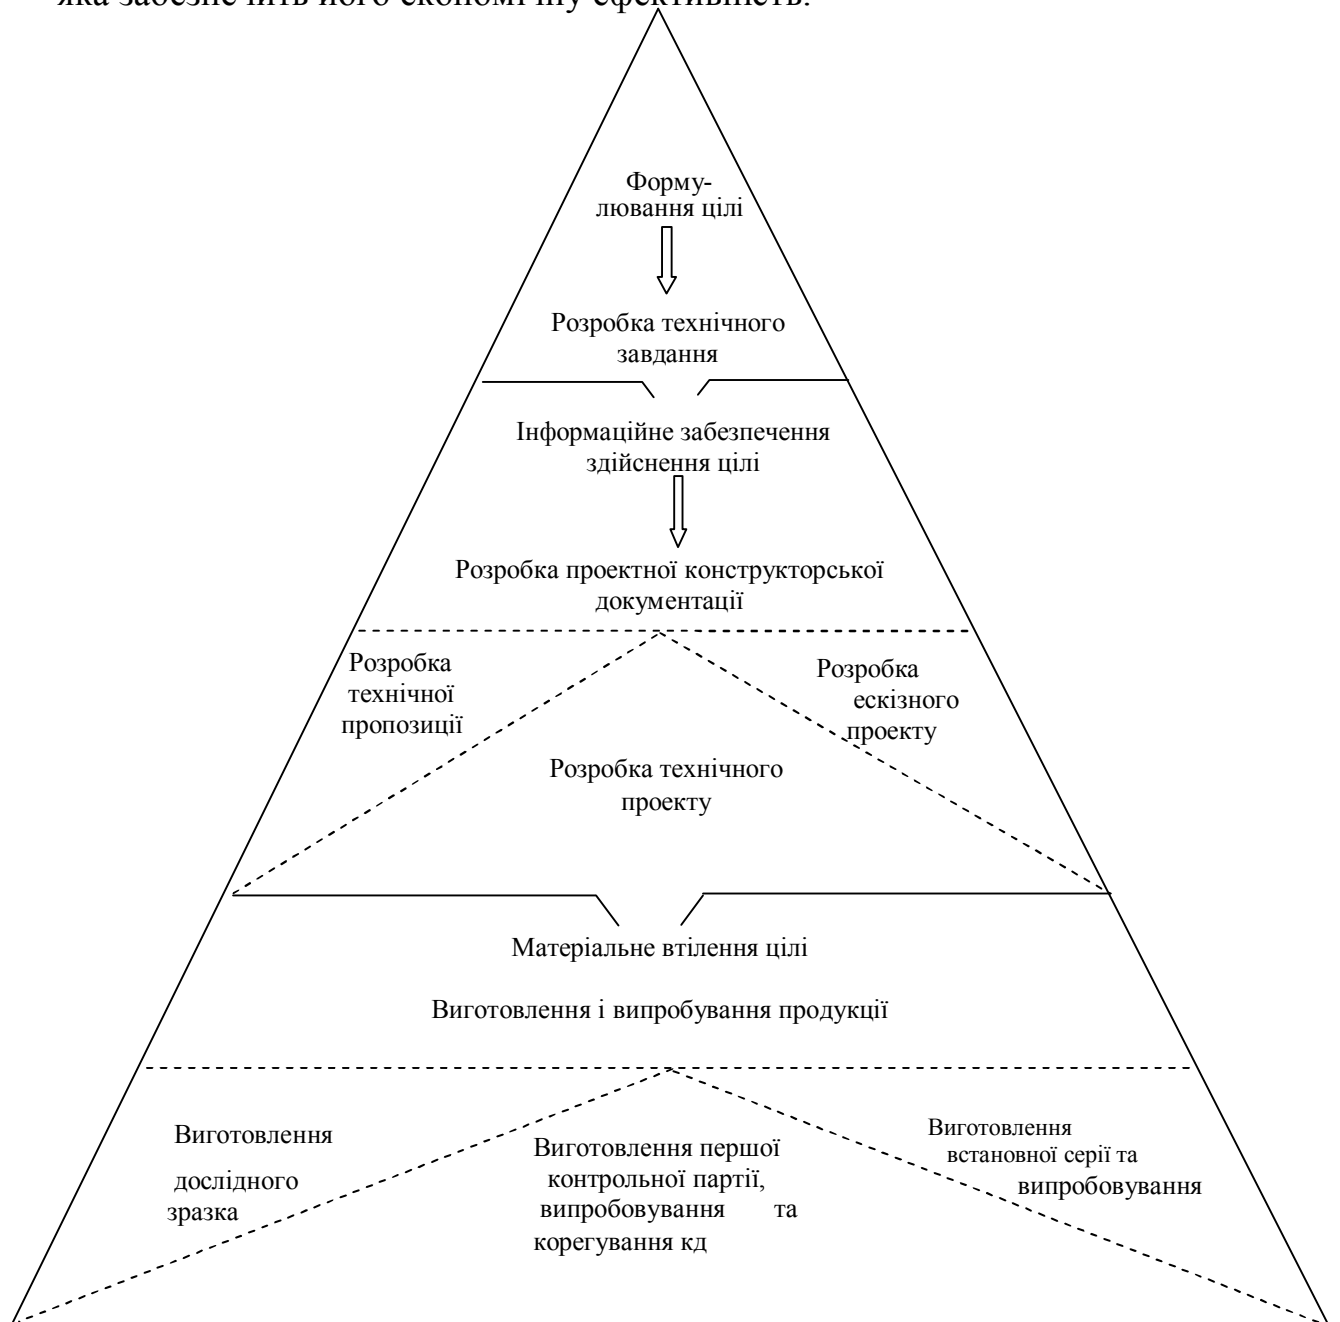 яка забезпечить його економічну ефективність.
Форму-
лювання цілі
Розробка технічного
завдання
Інформаційне забезпечення
здійснення цілі
Розробка проектної конструкторської
документації
Розробка
технічної
пропозиції
Розробка
ескізного
проекту
Розробка технічного
проекту
Матеріальне втілення цілі
Виготовлення і випробування продукції
Виготовлення
дослідного
зразка
Виготовлення першої
контрольної партії,
випробовування та
корегування кд
Виготовлення
встановної серії та
випробовування